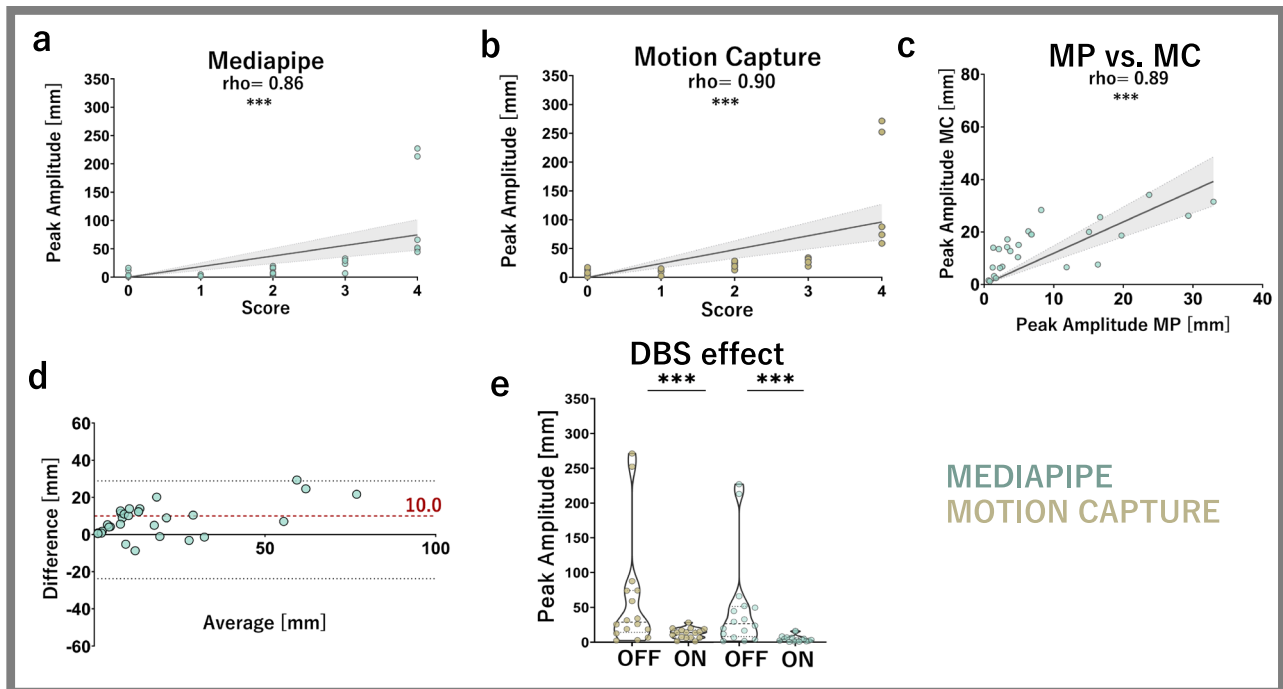 a
Mediapipe
rho= 0.86
***
Peak Amplitude [mm]
350
300
250
200
150
100
50
0
0 1 2 3 4
Score
b
Motion Capture
rho= 0.90
***
Peak Amplitude [mm]
350
300
250
200
150
100
50
0
0 1 2 3 4
Score
c
MP vs. MC
rho= 0.89
***
Peak Amplitude MC [mm]
80
60
40
20
0
0 10 20 30 40
Peak Amplitude MP [mm]
d
Difference [mm]
60
40
20
0
-20
-40
-60
10.0
50 100
Average [mm]
e
DBS effect
*** ***
Peak Amplitude [mm]
350
300
250
200
150
100
50
0
OFF ON OFF ON
MEDIAPIPE
MOTION CAPTURE